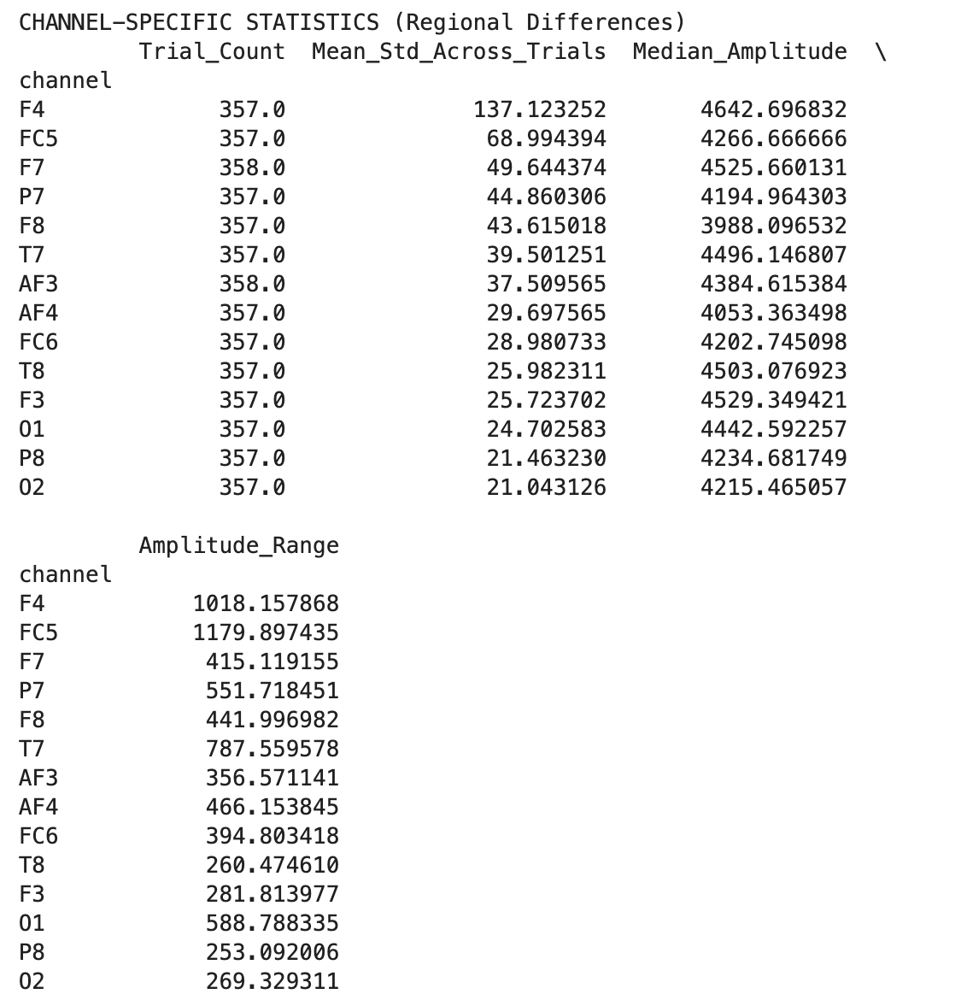 CHANNEL-SPECIFIC STATISTICS (Regional Differences)
         Trial_Count  Mean_Std_Across_Trials  Median_Amplitude  \
channel
F4             357.0              137.123252       4642.696832
FC5            357.0               68.994394       4266.666666
F7             358.0               49.644374       4525.660131
P7             357.0               44.860306       4194.964303
F8             357.0               43.615018       3988.096532
T7             357.0               39.501251       4496.146807
AF3            358.0               37.509565       4384.615384
AF4            357.0               29.697565       4053.363498
FC6            357.0               28.980733       4202.745098
T8             357.0               25.982311       4503.076923
F3             357.0               25.723702       4529.349421
O1             357.0               24.702583       4442.592257
P8             357.0               21.463230       4234.681749
O2             357.0               21.043126       4215.465057

         Amplitude_Range
channel
F4           1018.157868
FC5          1179.897435
F7            415.119155
P7            551.718451
F8            441.996982
T7            787.559578
AF3           356.571141
AF4           466.153845
FC6           394.803418
T8            260.474610
F3            281.813977
O1            588.788335
P8            253.092006
O2            269.329311